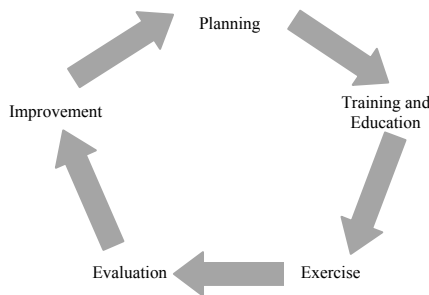 Planning
Training and
Education
Exercise
Evaluation
Improvement